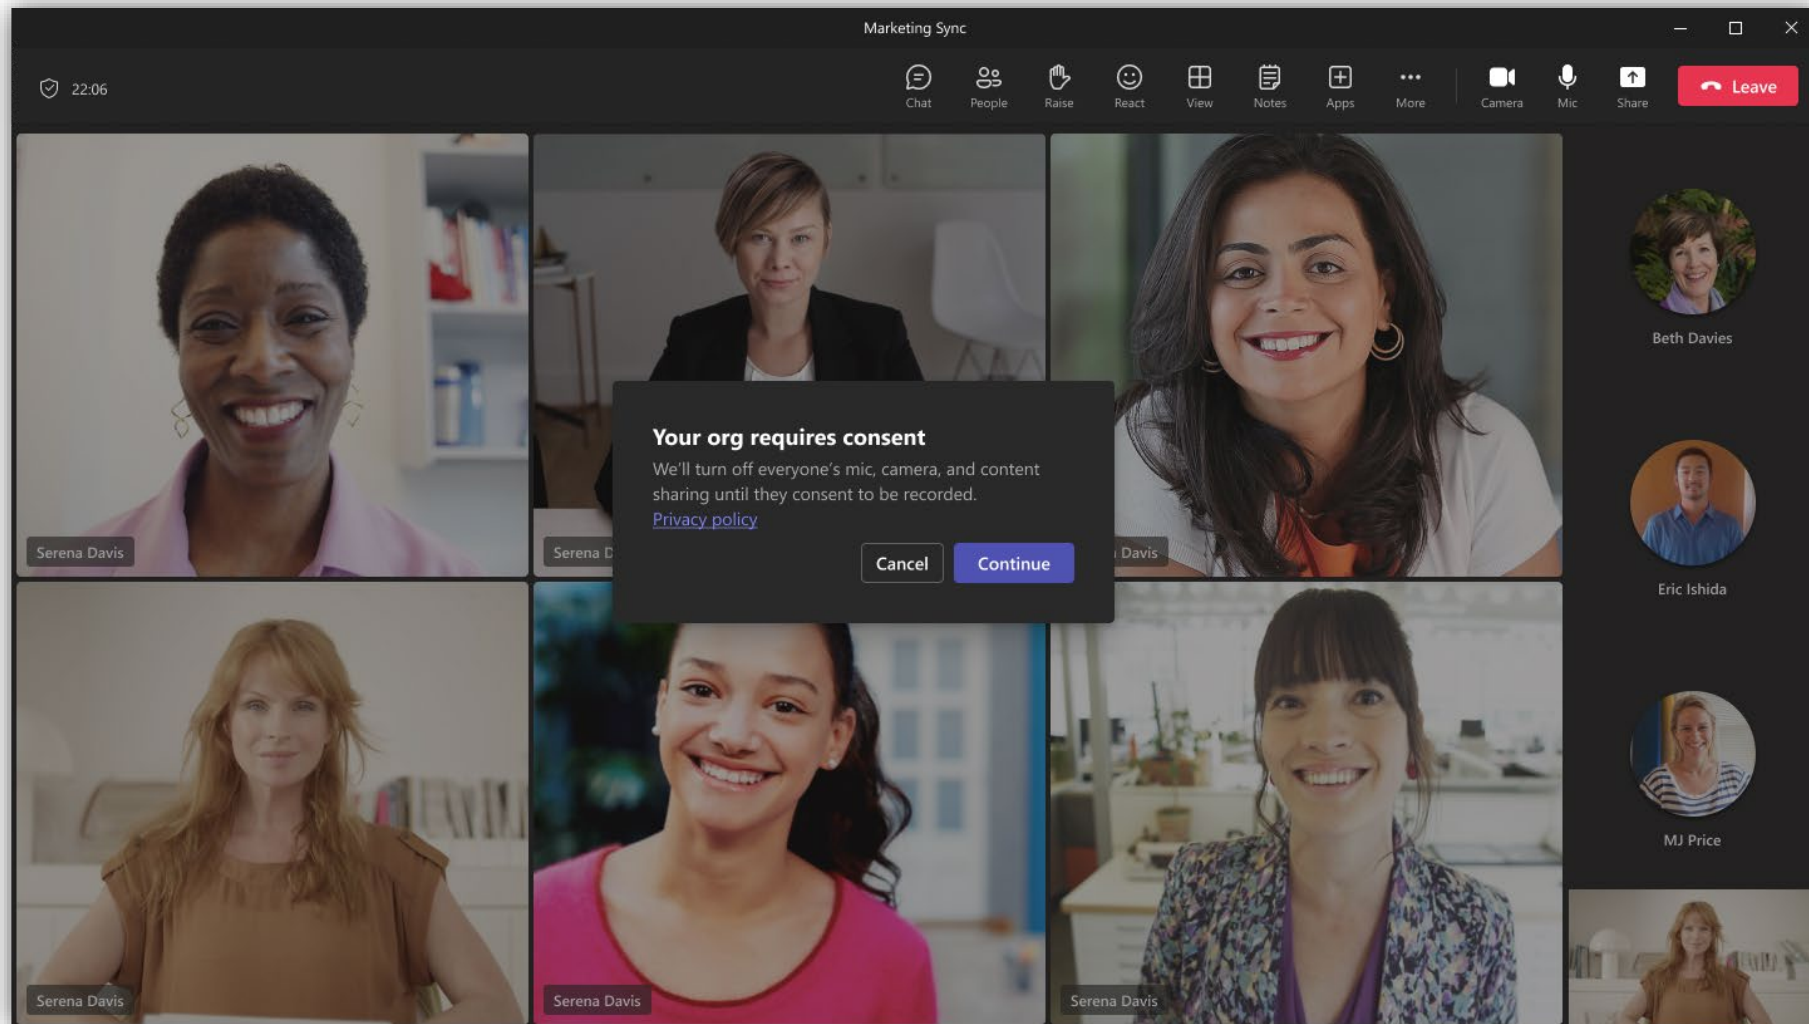 Marketing Sync
22:06
Chat
People
Raise
React
View
Notes
Apps
More
Camera
Mic
Share
Leave
Serena Davis
Serena
Davis
Beth Davies
Your org requires consent
We'll turn off everyone's mic, camera, and content
sharing until they consent to be recorded.
Privacy policy
Cancel
Continue
Eric Ishida
MJ Price
Serena Davis
Serena Davis
Serena Davis